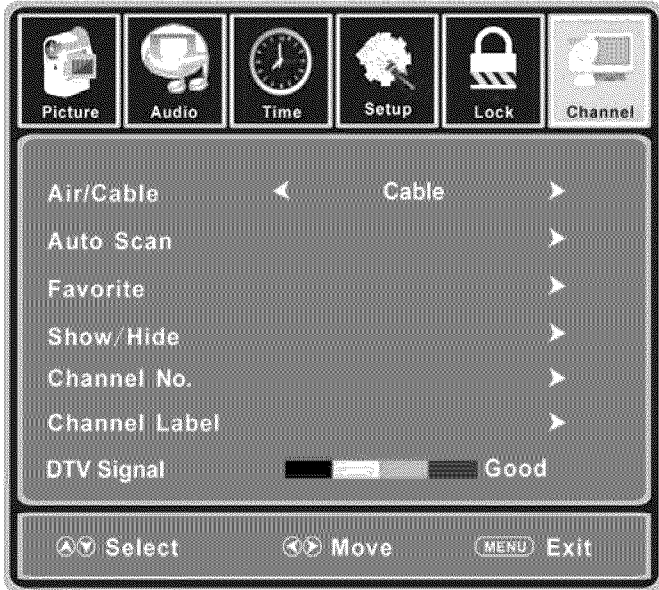 Picture Audio Time Setup Lock Channel
Air/Cable Cable
Auto Scan
Favorite
Show/Hide
Channel No.
Channel Label
DTV Signal Good
Select Move MENU Exit